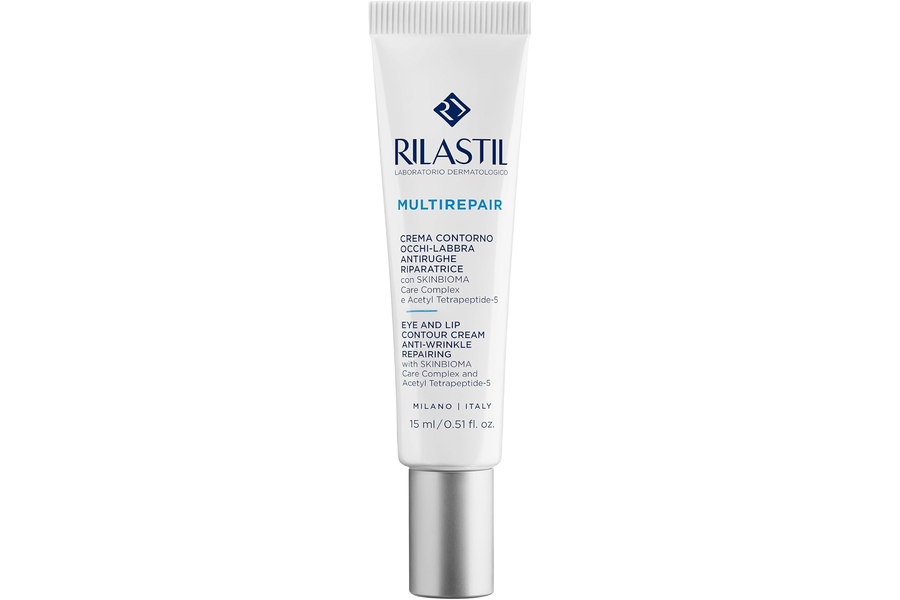 RILASTIL
LABORATORIO DERMATOLOGICO
MULTIREPAIR
CREMA CONTORNO
OCCHI-LABBRA
ANTIRUGHE
RIPARATRICE
con SKINBIOMA
Care Complex
e Acetyl Tetrapeptide-5
EYE AND LIP
CONTOUR CREAM
ANTI-WRINKLE
REPAIRING
with SKINBIOMA
Care Complex and
Acetyl Tetrapeptide-5
MILANO | ITALY
15 ml/0.51 fl. oz.